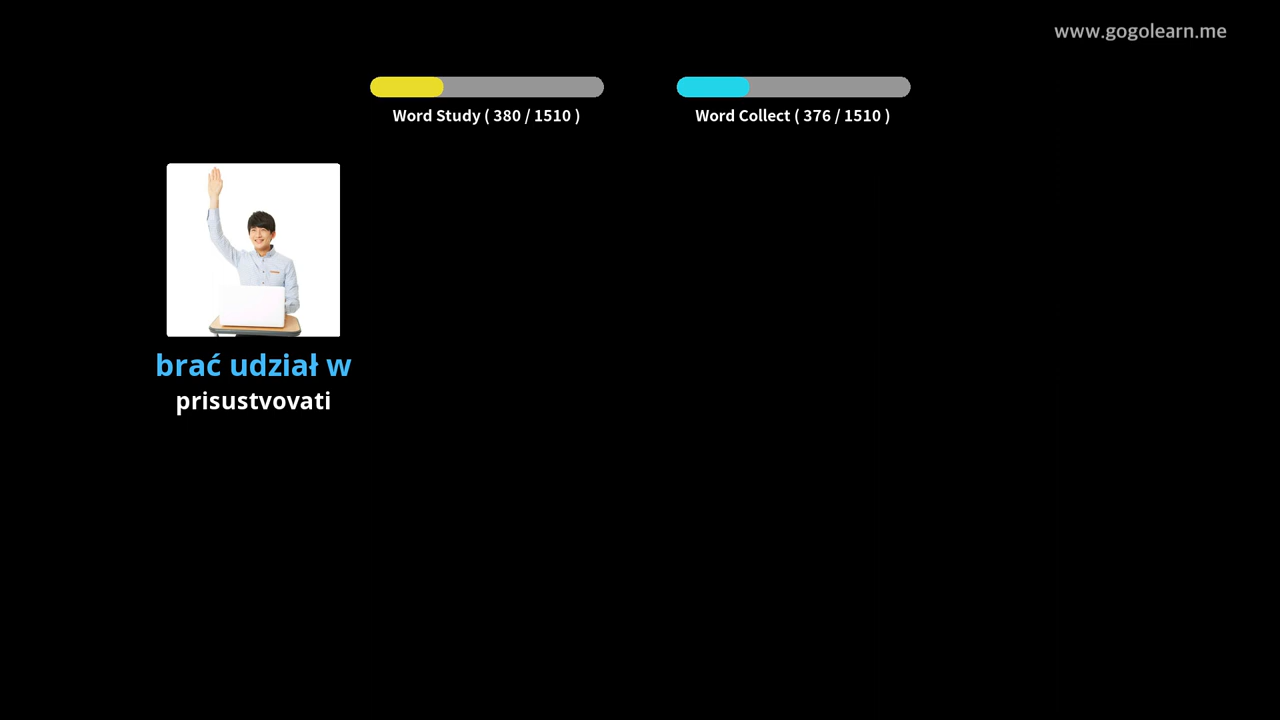 www.gogolearn.me
Word Study ( 380 / 1510 )
Word Collect ( 376 / 1510 )
brać udział w
prisustvovati